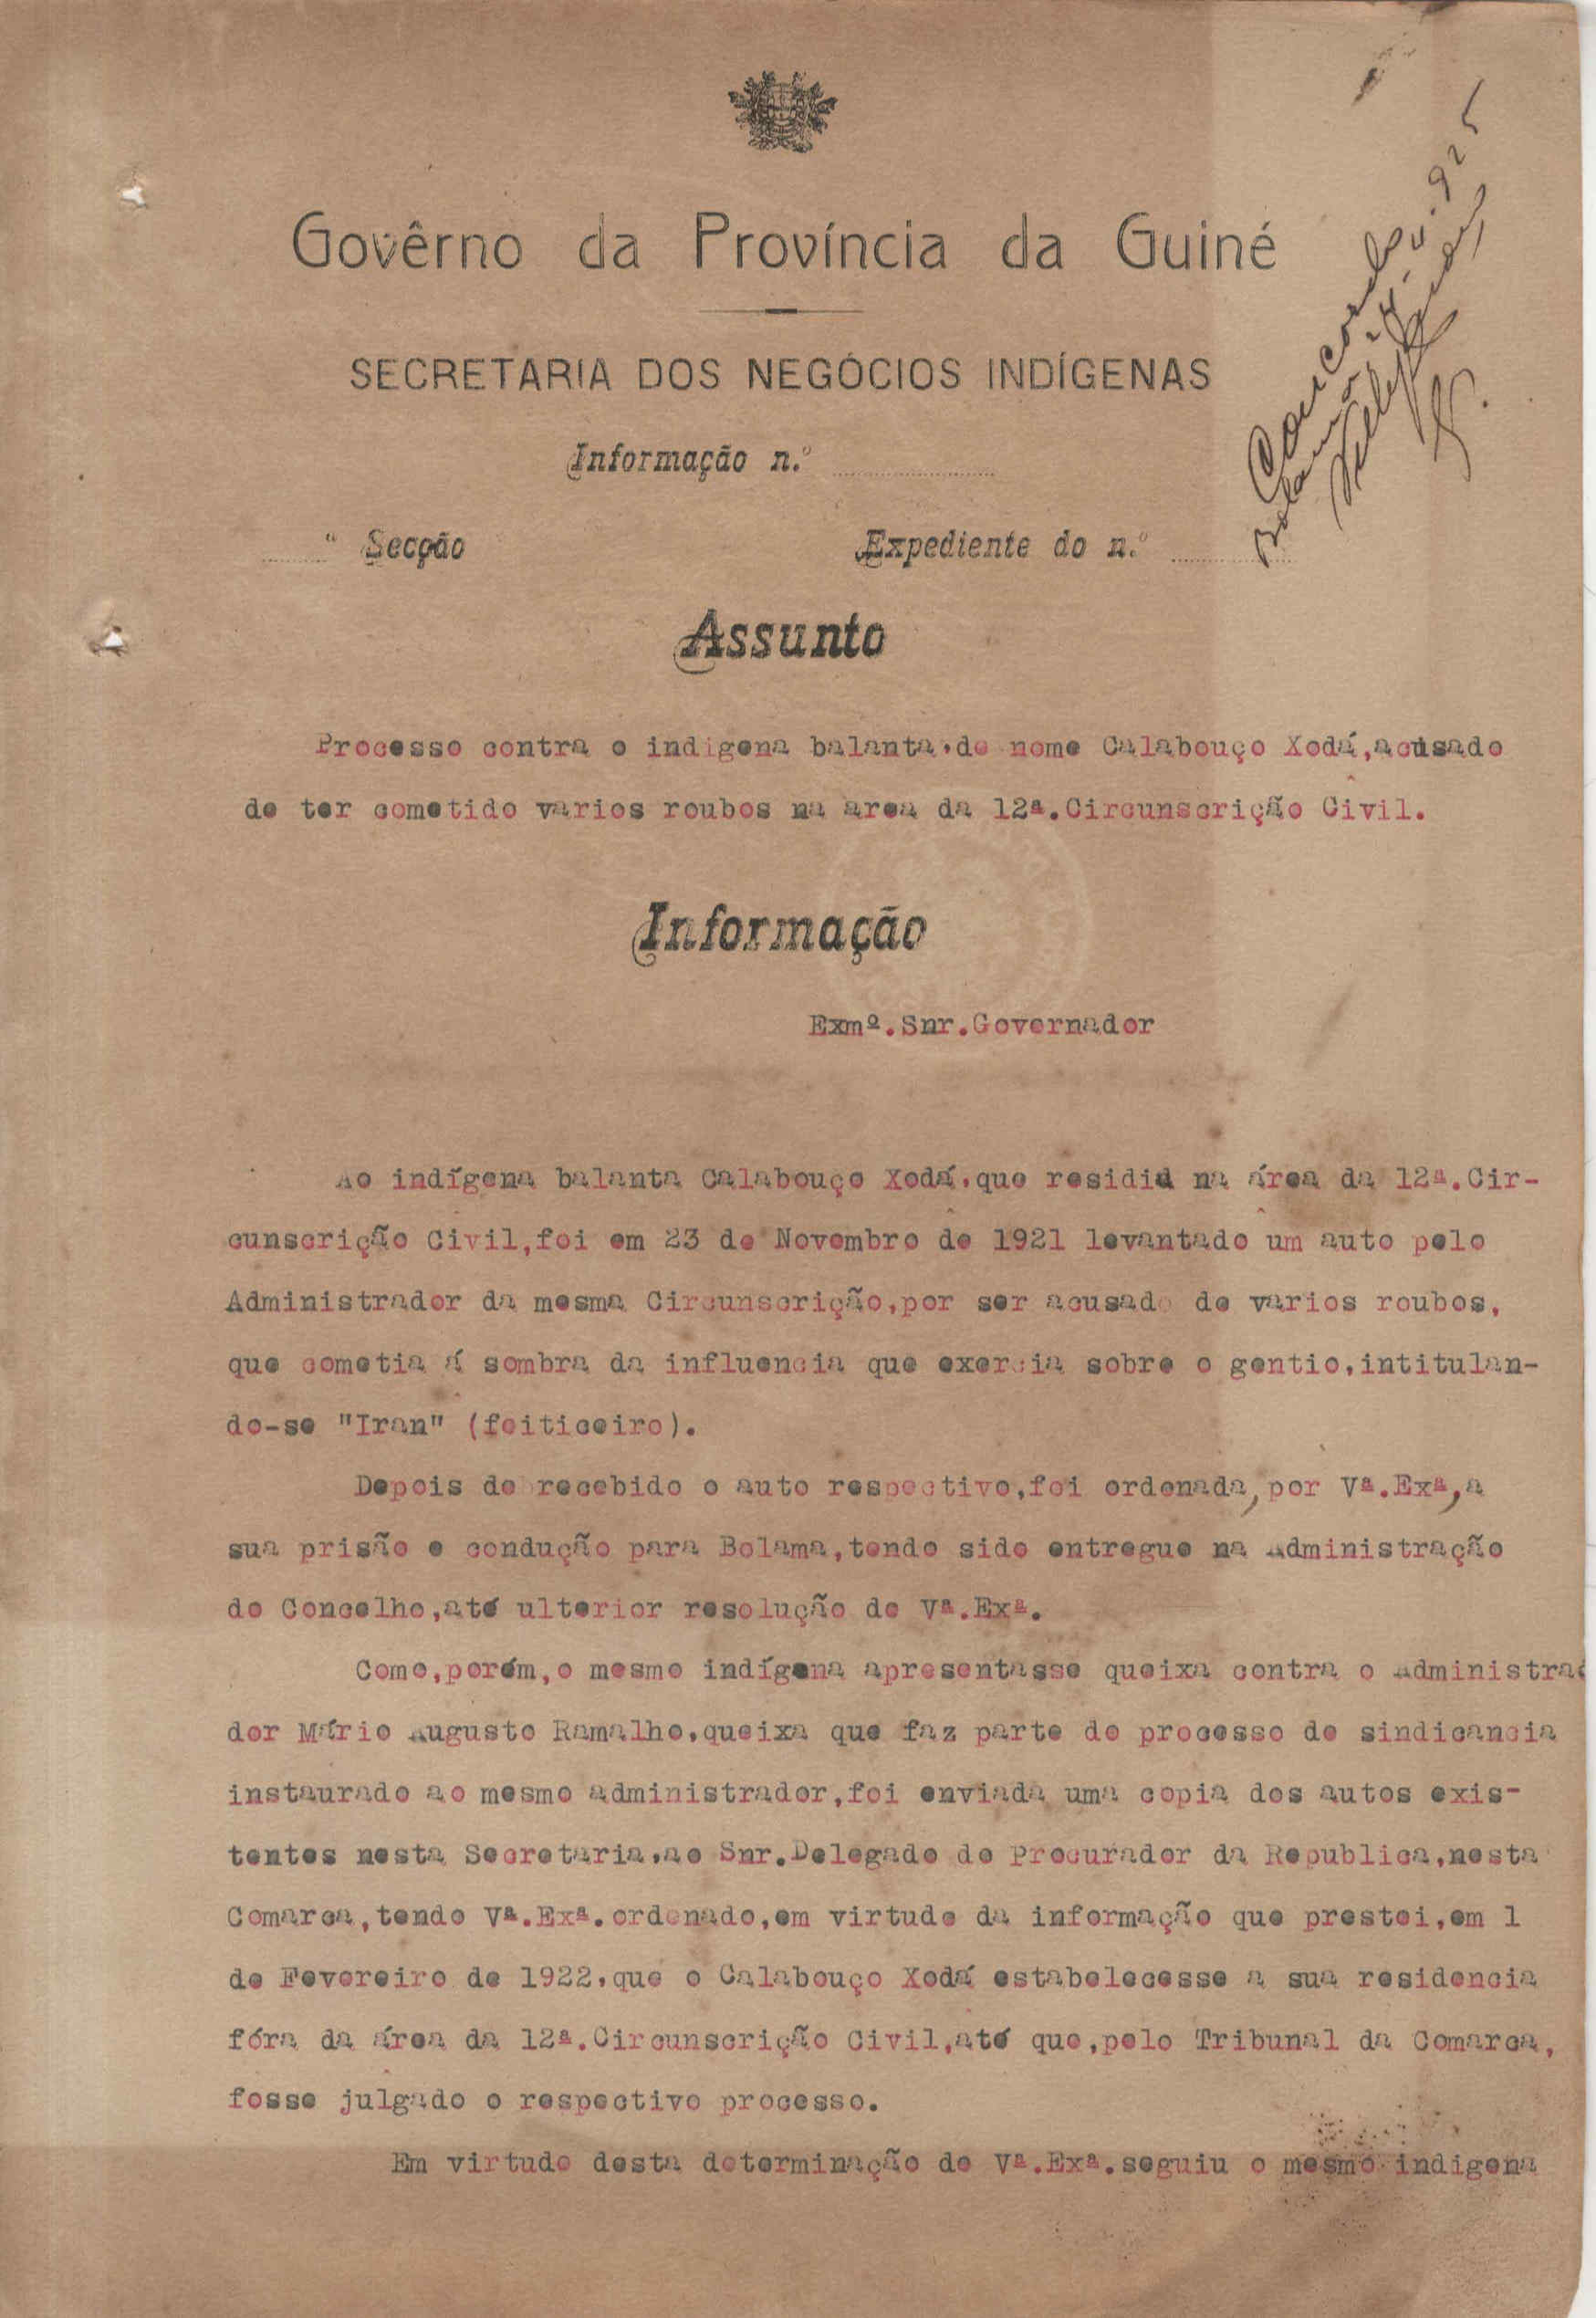 Govêrno da Província da Guiné
SECRETARIA DOS NEGÓCIOS INDÍGENAS
Informação n.º
ª Secção Expediente do n.º
Concordo
Bolama
Assunto
Processo contra o indigena balanta,de nome Calabouço Xodá,acusado
de ter cometido varios roubos na area da 12ª.Circunscrição Civil.
Informação
Exmº.Snr.Governador
Ao indígena balanta Calabouço Xodá,que residia na área da 12ª.Cir-
cunscrição Civil,foi em 23 de Novembro de 1921 levantado um auto pelo
Administrador da mesma Circunscrição,por ser acusado de varios roubos,
que cometia á sombra da influencia que exercia sobre o gentio,intitulan-
do-se "Iran" (feiticeiro).
Depois de recebido o auto respectivo,foi ordenada,por Vª.Exª,a
sua prisão e condução para Bolama,tendo sido entregue na Administração
do Concelho,até ulterior resolução de Vª.Exª.
Como,porém,o mesmo indígena apresentasse queixa contra o Administra
dor Mário Augusto Ramalho,queixa que faz parte do processo de sindicancia
instaurado ao mesmo administrador,foi enviada uma copia dos autos exis-
tentes nesta Secretaria,ao Snr.Delegado do Procurador da Republica,nesta
Comarca,tendo Vª.Exª.ordenado,em virtude da informação que prestei,em 1
de Fevereiro de 1922,que o Calabouço Xodá estabelecesse a sua residencia
fóra da área da 12ª.Circunscrição Civil,até que,pelo Tribunal da Comarca,
fosse julgado o respectivo processo.
Em virtude desta determinação de Vª.Exª.seguiu o mesmo indigena